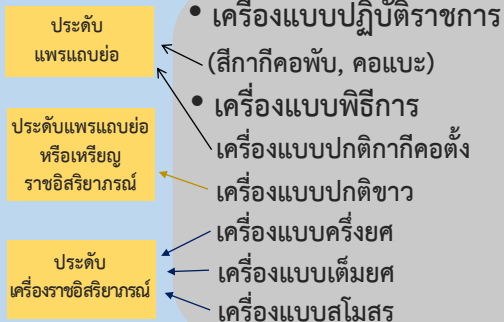 ประดับ
แพรแถบย่อ
ประดับแพรแถบย่อ
หรือเหรียญ
ราชอิสริยาภรณ์
ประดับ
เครื่องราชอิสริยาภรณ์
• เครื่องแบบปฏิบัติราชการ
(สีกากีคอพับ, คอแบะ)
• เครื่องแบบพิธีการ
เครื่องแบบปกติกากีคอตั้ง
เครื่องแบบปกติขาว
เครื่องแบบครึ่งยศ
เครื่องแบบเต็มยศ
เครื่องแบบสโมสร